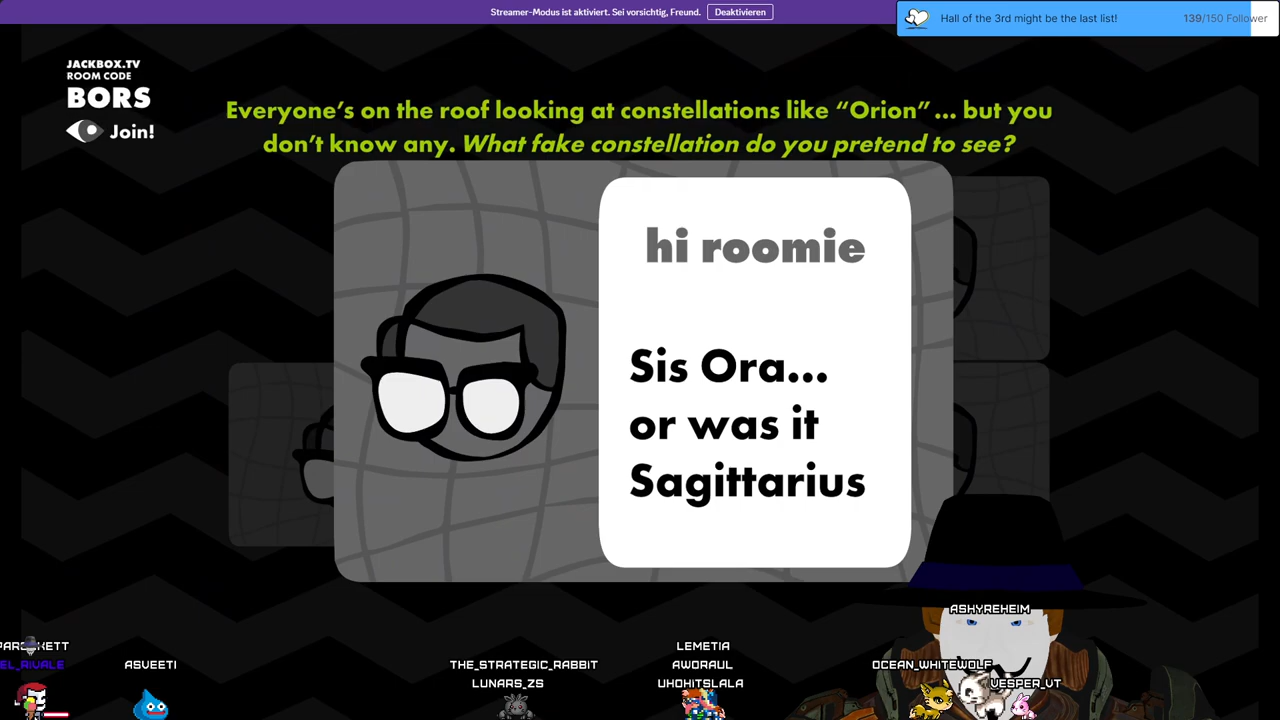 Streamer-Modus ist aktiviert. Sei vorsichtig, Freund. Deaktivieren
Hall of the 3rd might be the last list! 139/150 Follower
JACKBOX.TV
ROOM CODE
BORS
Join!
Everyone's on the roof looking at constellations like “Orion” ... but you
don't know any. What fake constellation do you pretend to see?
hi roomie
Sis Ora...
or was it
Sagittarius
ASHYREHEIM
EL_RIVALE
ASVEETI
THE_STRATEGIC_RABBIT
LUNARS_ZS
LEMETIA
AWORAUL
UHOHITSLALA
OCEAN_WHITEWOLF
VESPER_VT